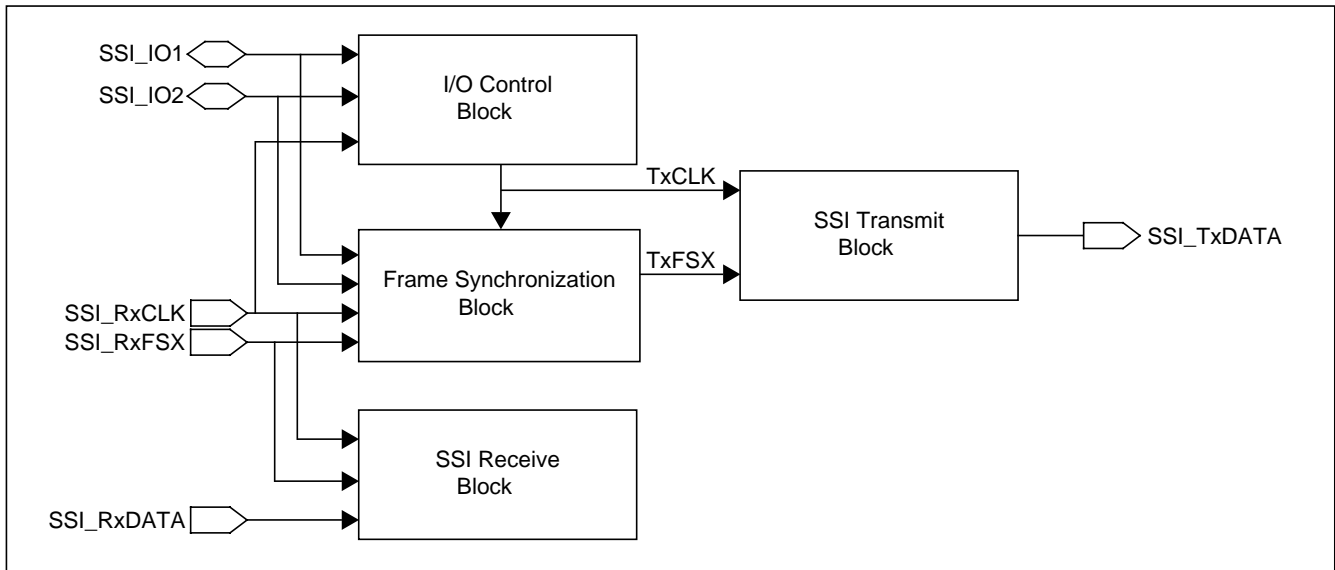 SSI_IO1
SSI_IO2
I/O Control
Block
TxCLK
SSI Transmit
Block
SSI_TxDATA
TxFSX
Frame Synchronization
Block
SSI_RxCLK
SSI_RxFSX
SSI Receive
Block
SSI_RxDATA